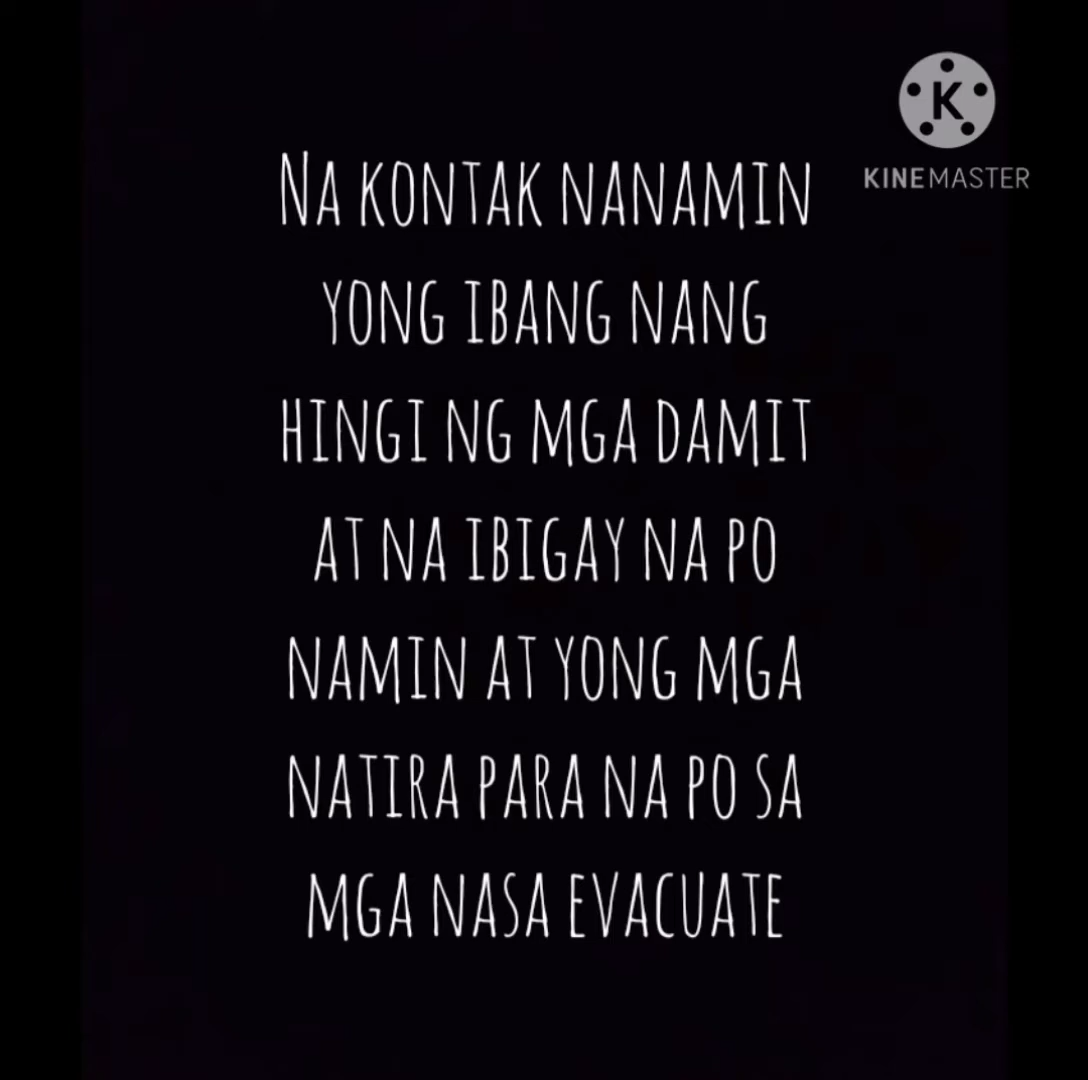 K
KINEMASTER
Na kontak nanamin
yong ibang nang
hingi ng mga damit
at na ibigay na po
namin at yong mga
natira para na po sa
mga nasa evacuate